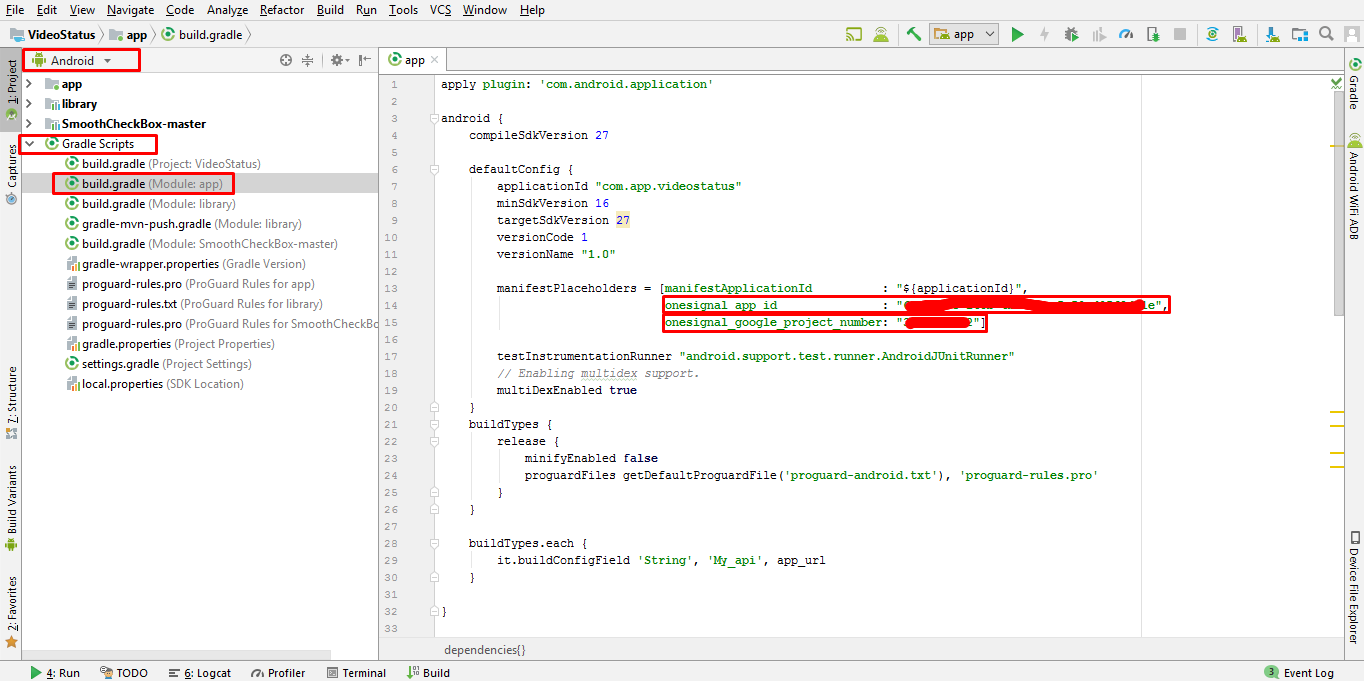 File Edit View Navigate Code Analyze Refactor Build Run Tools VCS Window Help
VideoStatus app build.gradle app
1: Project
Captures
7: Structure
Build Variants
2: Favorites
Android
app
library
SmoothCheckBox-master
Gradle Scripts
build.gradle (Project: VideoStatus)
build.gradle (Module: app)
build.gradle (Module: library)
gradle-mvn-push.gradle (Module: library)
build.gradle (Module: SmoothCheckBox-master)
gradle-wrapper.properties (Gradle Version)
proguard-rules.pro (ProGuard Rules for app)
proguard-rules.txt (ProGuard Rules for library)
proguard-rules.pro (ProGuard Rules for SmoothCheckBo
gradle.properties (Project Properties)
settings.gradle (Project Settings)
local.properties (SDK Location)
app
1 apply plugin: 'com.android.application'
2
3 android {
4 compileSdkVersion 27
5
6 defaultConfig {
7 applicationId "com.app.videostatus"
8 minSdkVersion 16
9 targetSdkVersion 27
10 versionCode 1
11 versionName "1.0"
12
13 manifestPlaceholders = [manifestApplicationId : "${applicationId}",
14 onesignal_app_id : " le",
15 onesignal_google_project_number: " 2"]
16
17 testInstrumentationRunner "android.support.test.runner.AndroidJUnitRunner"
18 // Enabling multidex support.
19 multiDexEnabled true
20 }
21 buildTypes {
22 release {
23 minifyEnabled false
24 proguardFiles getDefaultProguardFile('proguard-android.txt'), 'proguard-rules.pro'
25 }
26 }
27
28 buildTypes.each {
29 it.buildConfigField 'String', 'My_api', app_url
30 }
31
32 }
33
dependencies{}
Gradle
Android WiFi ADB
Device File Explorer
4: Run TODO 6: Logcat Profiler Terminal Build 3 Event Log